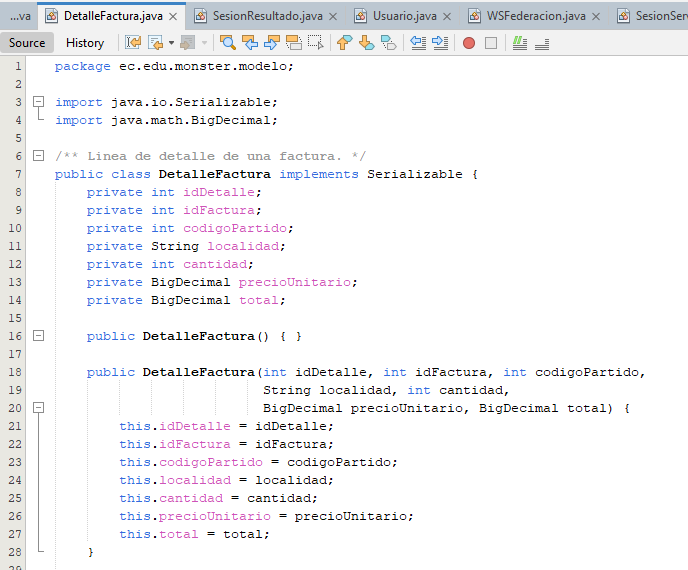 ...va DetalleFactura.java SesionResultado.java Usuario.java WSFederacion.java SesionServ
Source History
1 package ec.edu.monster.modelo;
2
3 import java.io.Serializable;
4 import java.math.BigDecimal;
5
6 /** Linea de detalle de una factura. */
7 public class DetalleFactura implements Serializable {
8 private int idDetalle;
9 private int idFactura;
10 private int codigoPartido;
11 private String localidad;
12 private int cantidad;
13 private BigDecimal precioUnitario;
14 private BigDecimal total;
15
16 public DetalleFactura() { }
17
18 public DetalleFactura(int idDetalle, int idFactura, int codigoPartido,
19 String localidad, int cantidad,
20 BigDecimal precioUnitario, BigDecimal total) {
21 this.idDetalle = idDetalle;
22 this.idFactura = idFactura;
23 this.codigoPartido = codigoPartido;
24 this.localidad = localidad;
25 this.cantidad = cantidad;
26 this.precioUnitario = precioUnitario;
27 this.total = total;
28 }
29